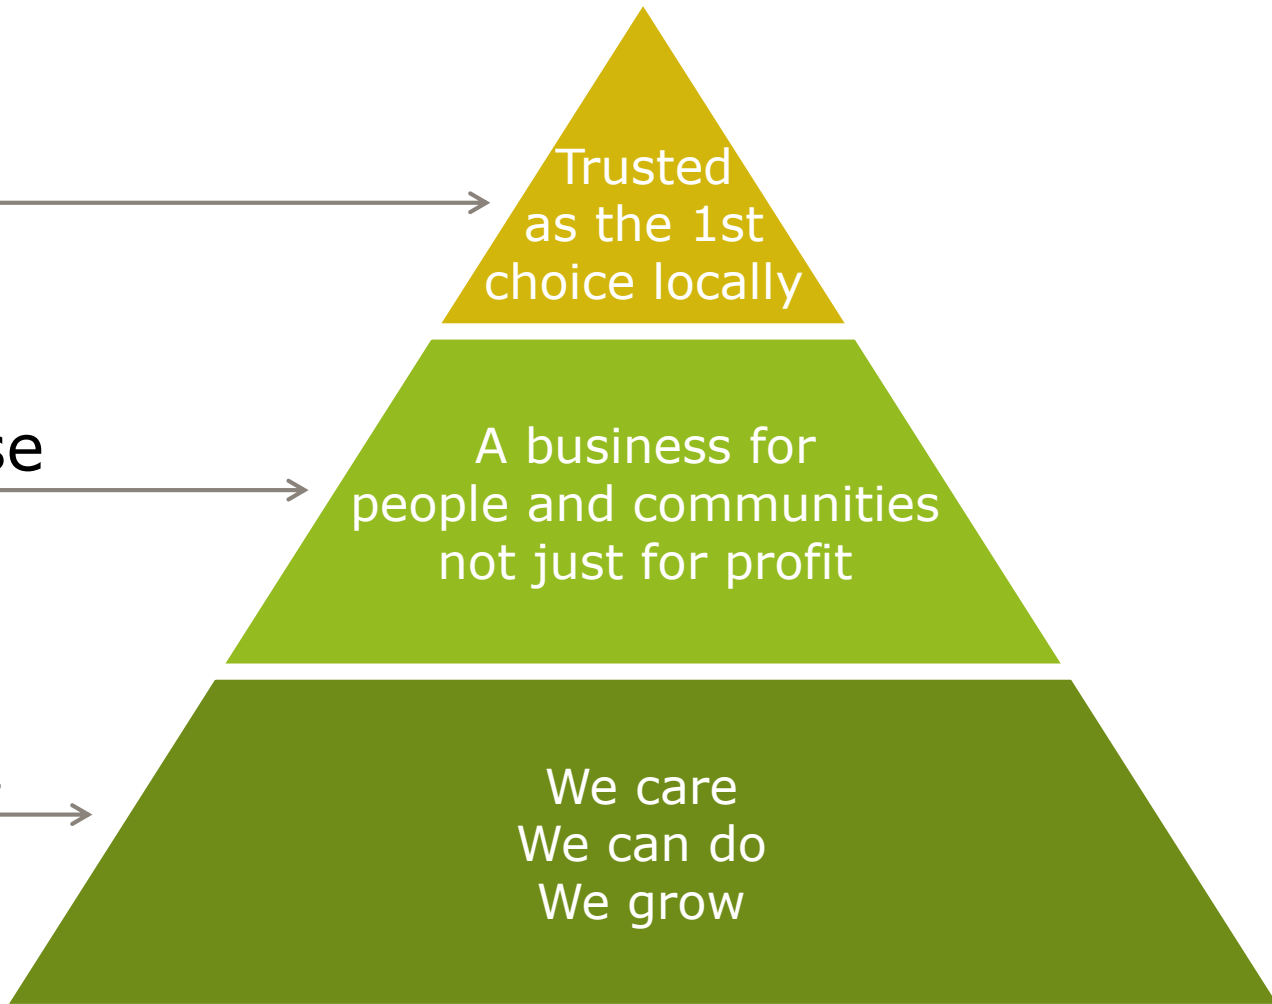 Trusted
as the 1st
choice locally
se
A business for
people and communities
not just for profit
We care
We can do
We grow